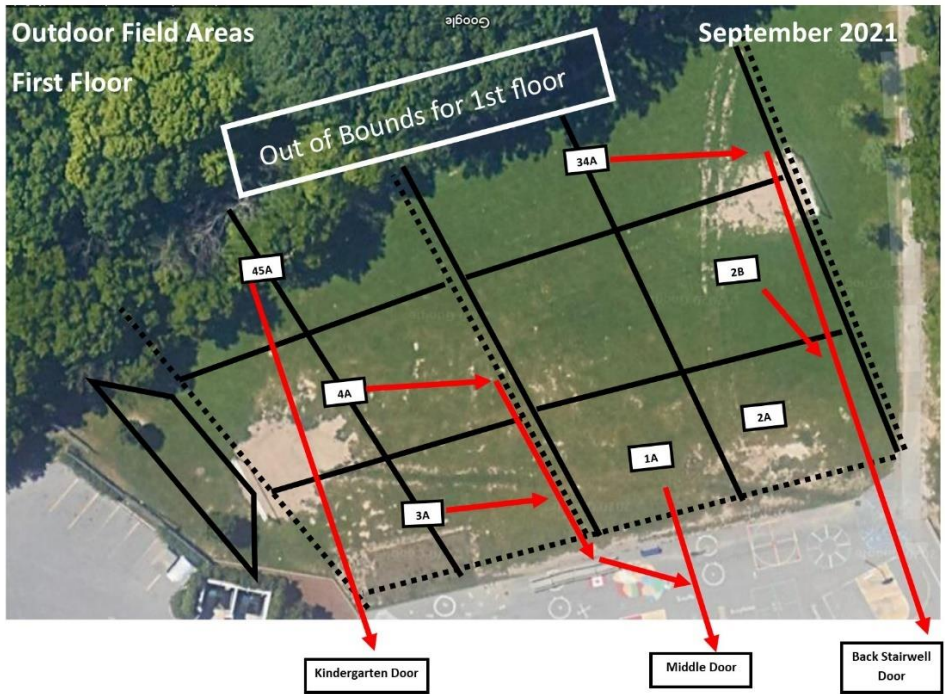 Google
Outdoor Field Areas
September 2021
First Floor
Out of Bounds for 1st floor
34A
45A
2B
4A
2A
1A
3A
Kindergarten Door
Middle Door
Back Stairwell
Door